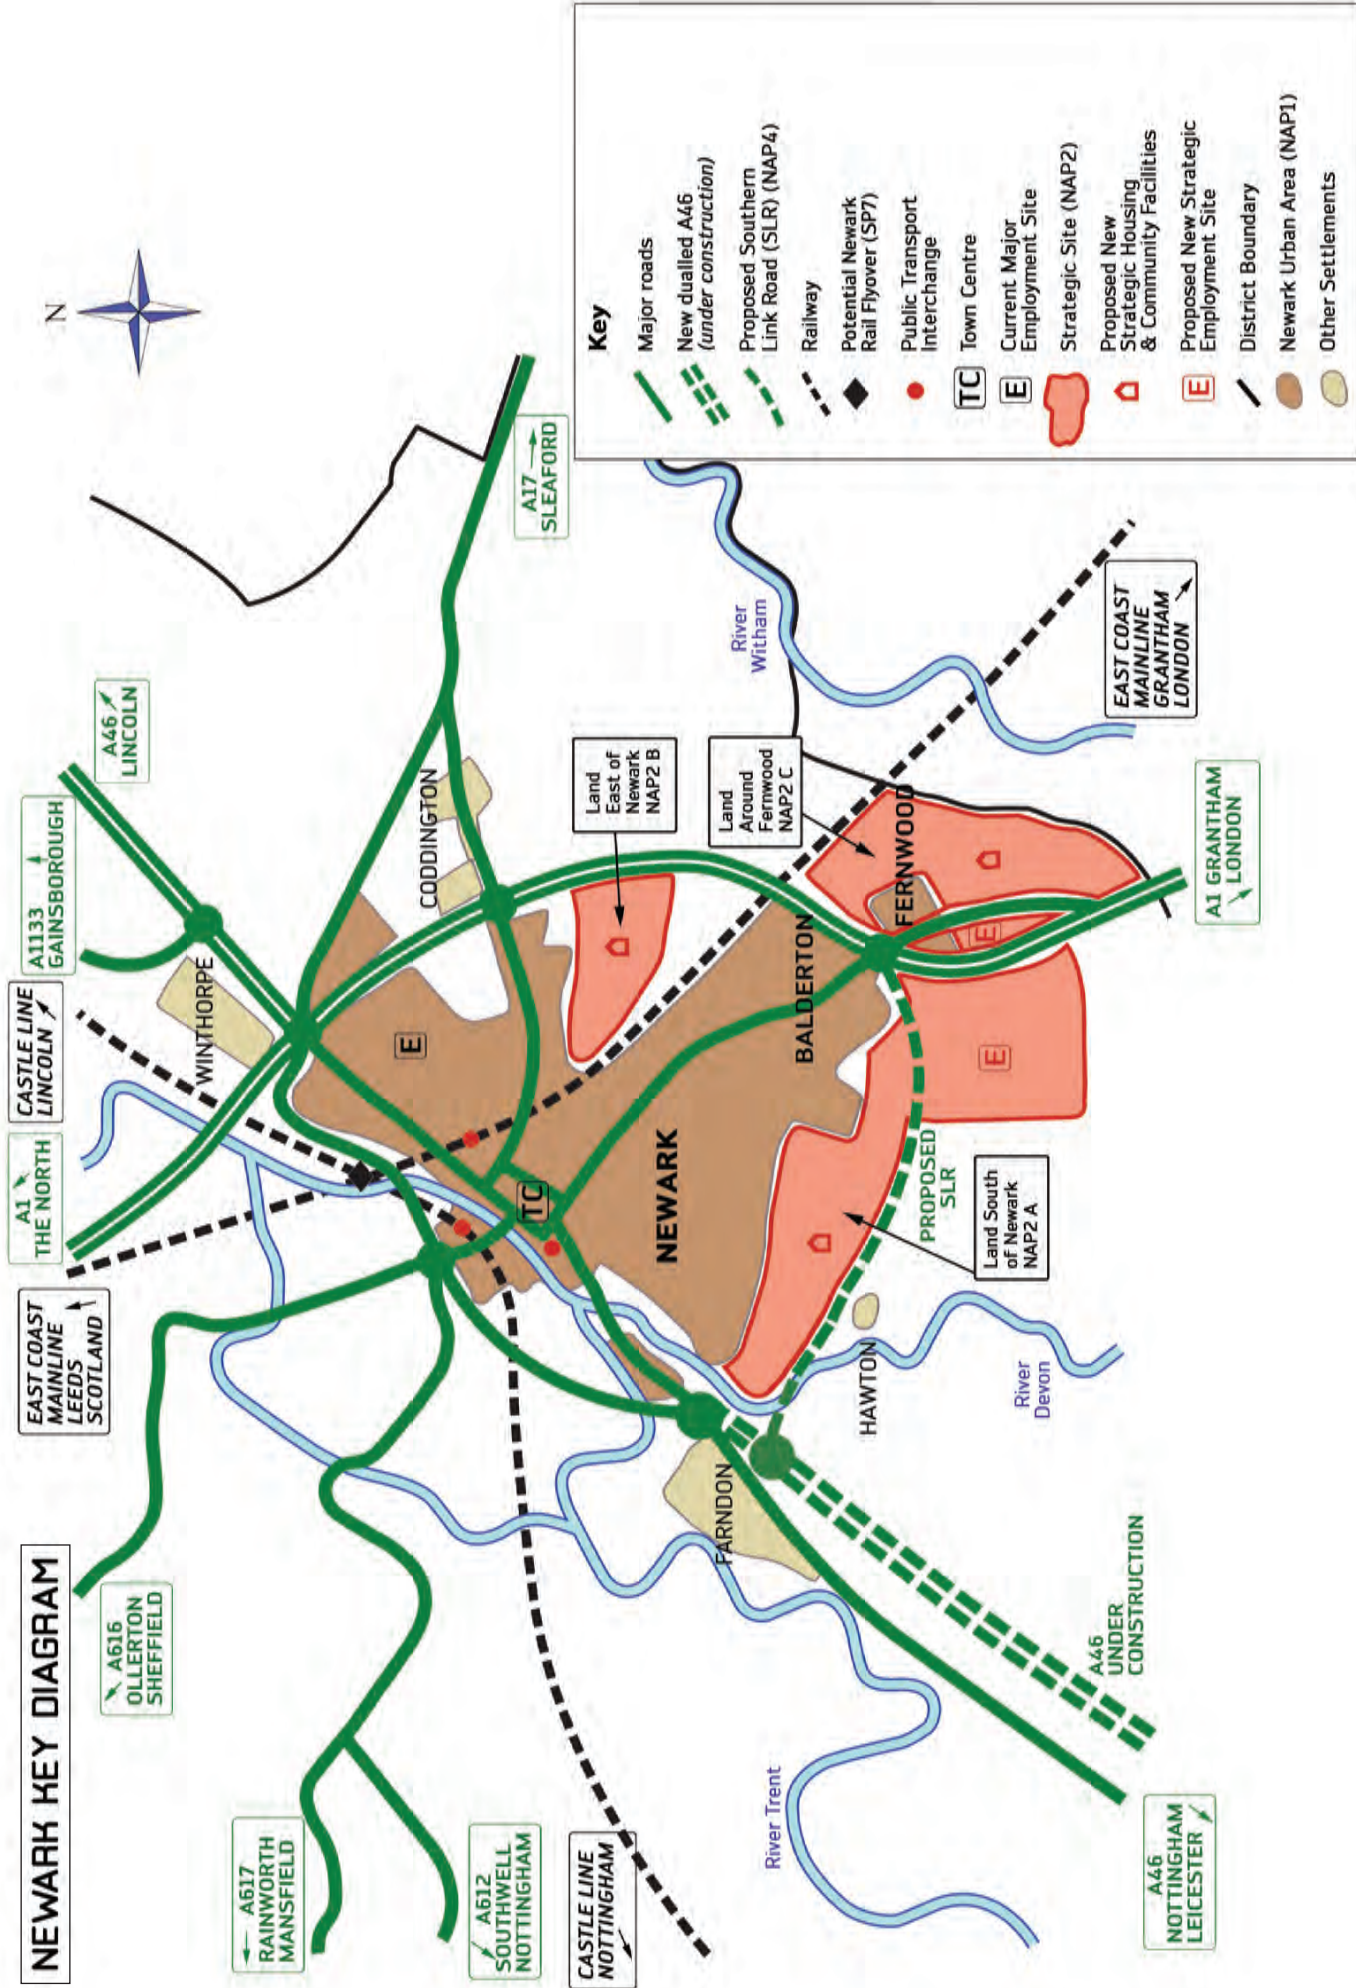 NEWARK KEY DIAGRAM
A616
OLLERTON
SHEFFIELD
EAST COAST
MAINLINE
LEEDS
SCOTLAND
A1
THE NORTH
CASTLE LINE
LINCOLN
A1133
GAINSBOROUGH
A46
LINCOLN
N
A617
RAINWORTH
MANSFIELD
A612
SOUTHWELL
NOTTINGHAM
CASTLE LINE
NOTTINGHAM
WINTHORPE
E
CODDINGTON
A17
SLEAFORD
TC
NEWARK
Land
East of
Newark
NAP2 B
FARNDON
BALDERTON
Land
Around
Fernwood
NAP2 C
River
Witham
FERNWOOD
E
E
HAWTON
PROPOSED
SLR
Land South
of Newark
NAP2 A
River
Devon
River Trent
A46
UNDER
CONSTRUCTION
A46
NOTTINGHAM
LEICESTER
A1 GRANTHAM
LONDON
EAST COAST
MAINLINE
GRANTHAM
LONDON
Key
Major roads
New dualled A46
(under construction)
Proposed Southern
Link Road (SLR) (NAP4)
Railway
Potential Newark
Rail Flyover (SP7)
Public Transport
Interchange
TC Town Centre
E Current Major
Employment Site
Strategic Site (NAP2)
Proposed New
Strategic Housing
& Community Facilities
E Proposed New Strategic
Employment Site
District Boundary
Newark Urban Area (NAP1)
Other Settlements